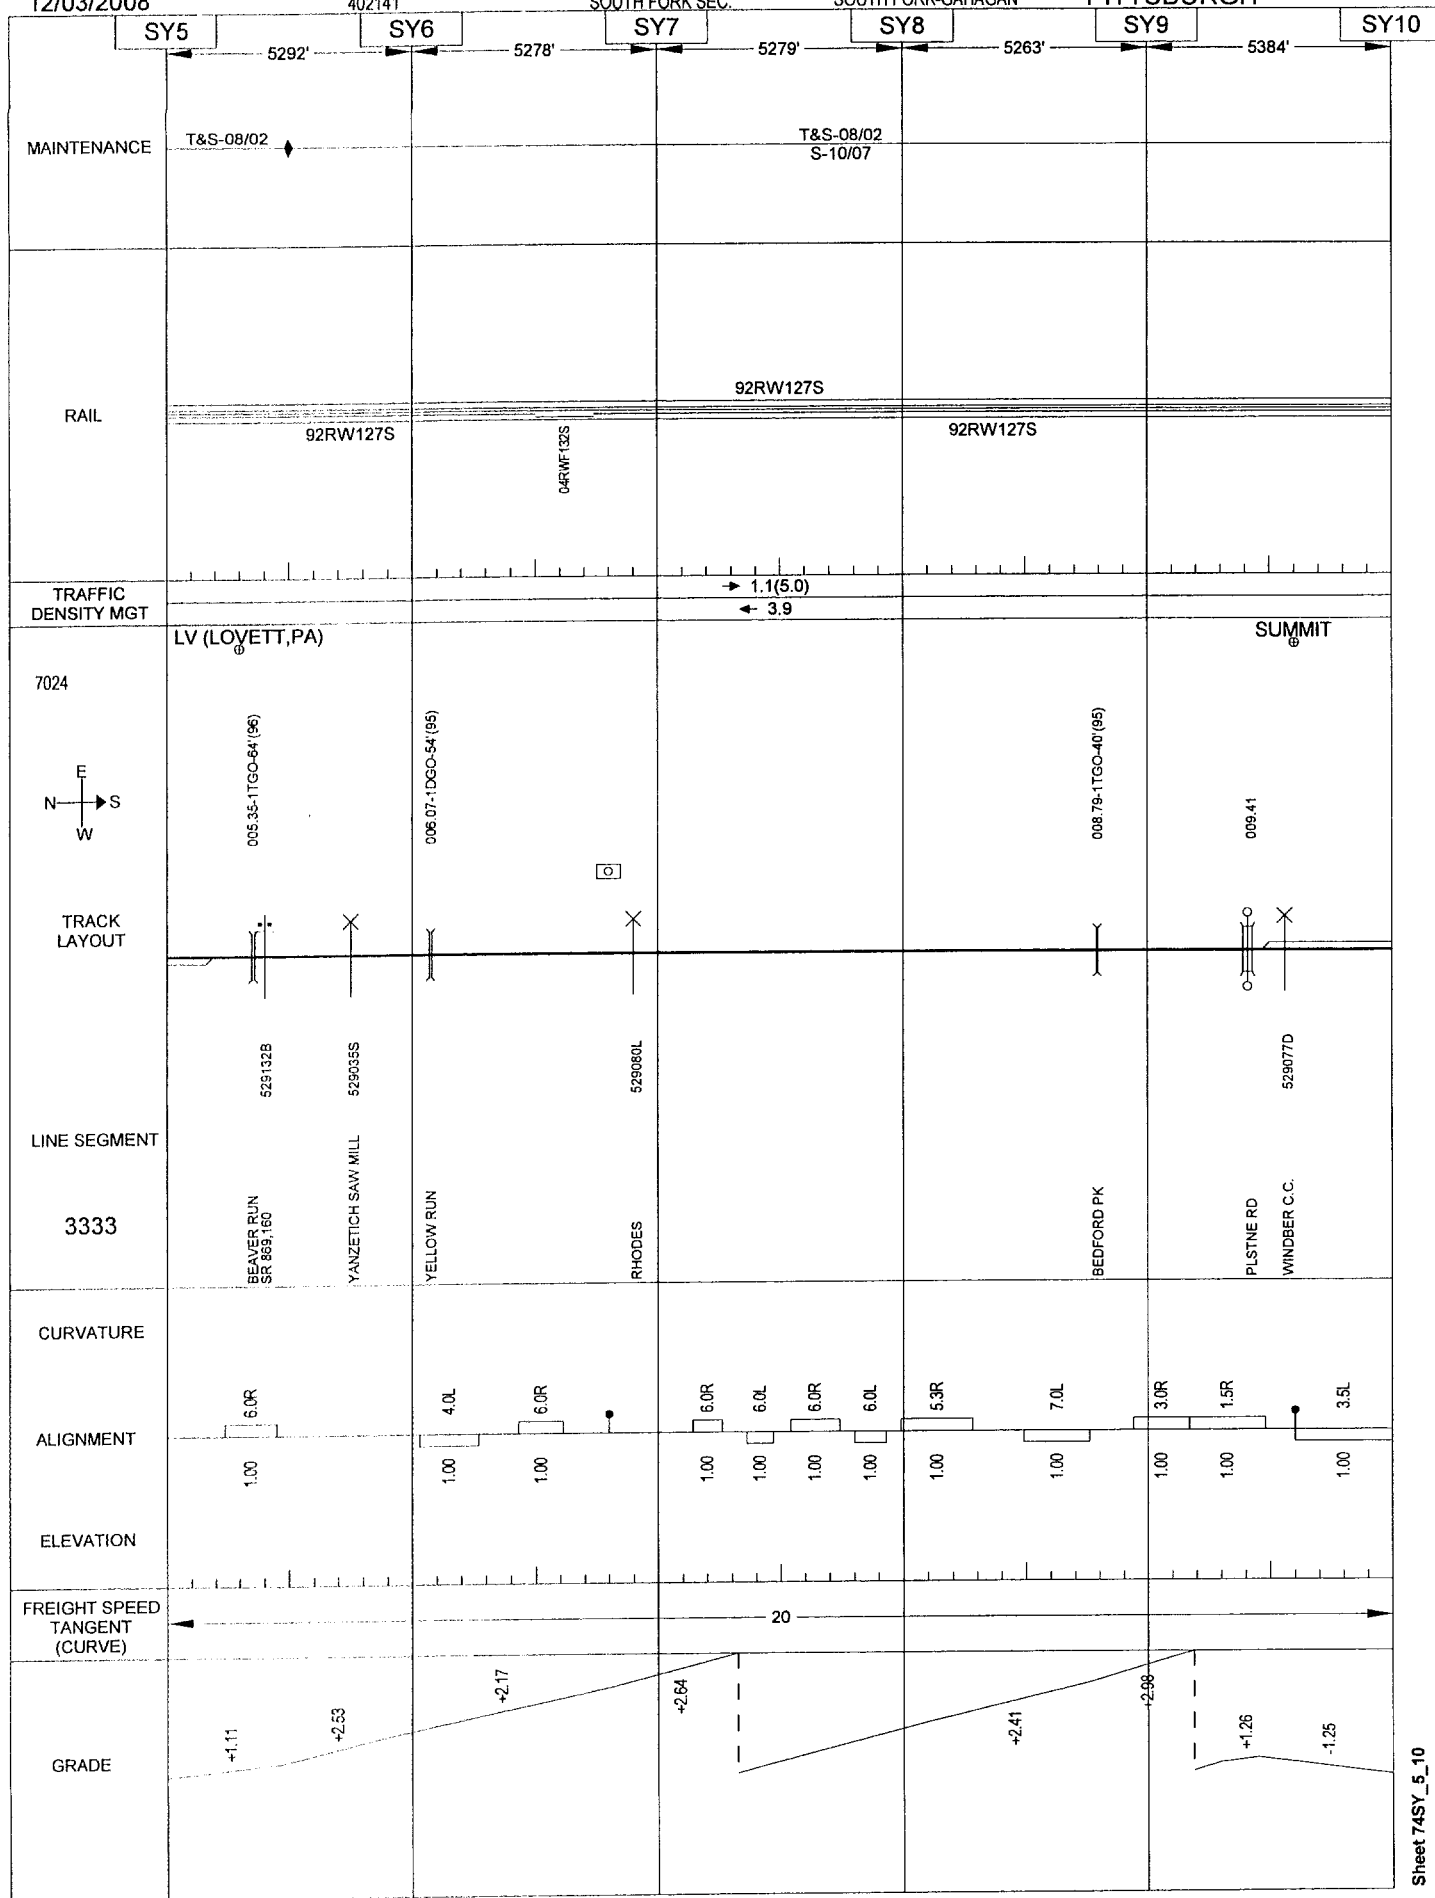 12/03/2008 402141 SOUTH FORK SEC. SOUTH FORK-CAHAGAN PITTSBURGH
SY5 SY6 SY7 SY8 SY9 SY10
5292' 5278' 5279' 5263' 5384'
MAINTENANCE
T&S-08/02
T&S-08/02
S-10/07
RAIL
92RW127S
92RW127S
92RW127S
04RWF132S
TRAFFIC
DENSITY MGT
1.1(5.0)
3.9
LV (LOVETT,PA)
SUMMIT
7024
E
N S
W
005.35-1TGO-64'(96)
006.07-1DGO-54'(95)
008.79-1TGO-40'(95)
009.41
TRACK
LAYOUT
529132B
529035S
529080L
529077D
LINE SEGMENT
3333
BEAVER RUN
SR 869,160
YANZETICH SAW MILL
YELLOW RUN
RHODES
BEDFORD PK
PLSTNE RD
WINDBER C.C.
CURVATURE
6.0R 4.0L 6.0R 6.0R 6.0L 6.0R 6.0L 5.3R 7.0L 3.0R 1.5R 3.5L
ALIGNMENT
1.00 1.00 1.00 1.00 1.00 1.00 1.00 1.00 1.00 1.00 1.00 1.00
ELEVATION
FREIGHT SPEED
TANGENT
(CURVE)
20
GRADE
+1.11 +2.53 +2.17 +2.64 +2.41 +2.98 +1.26 -1.25
Sheet 74SY_5_10